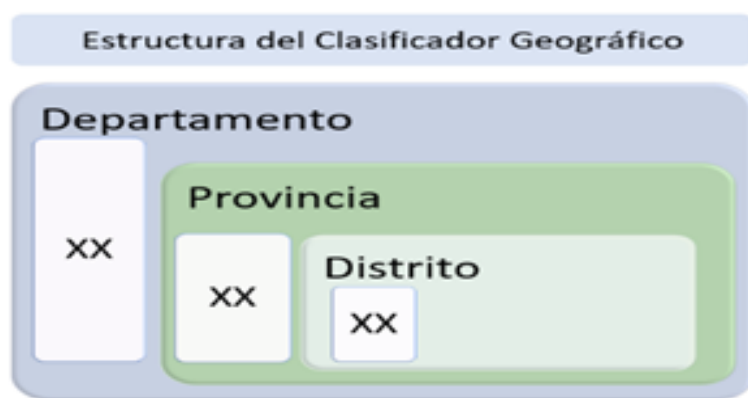 Estructura del Clasificador Geográfico
Departamento
Provincia
Distrito
XX
XX
XX